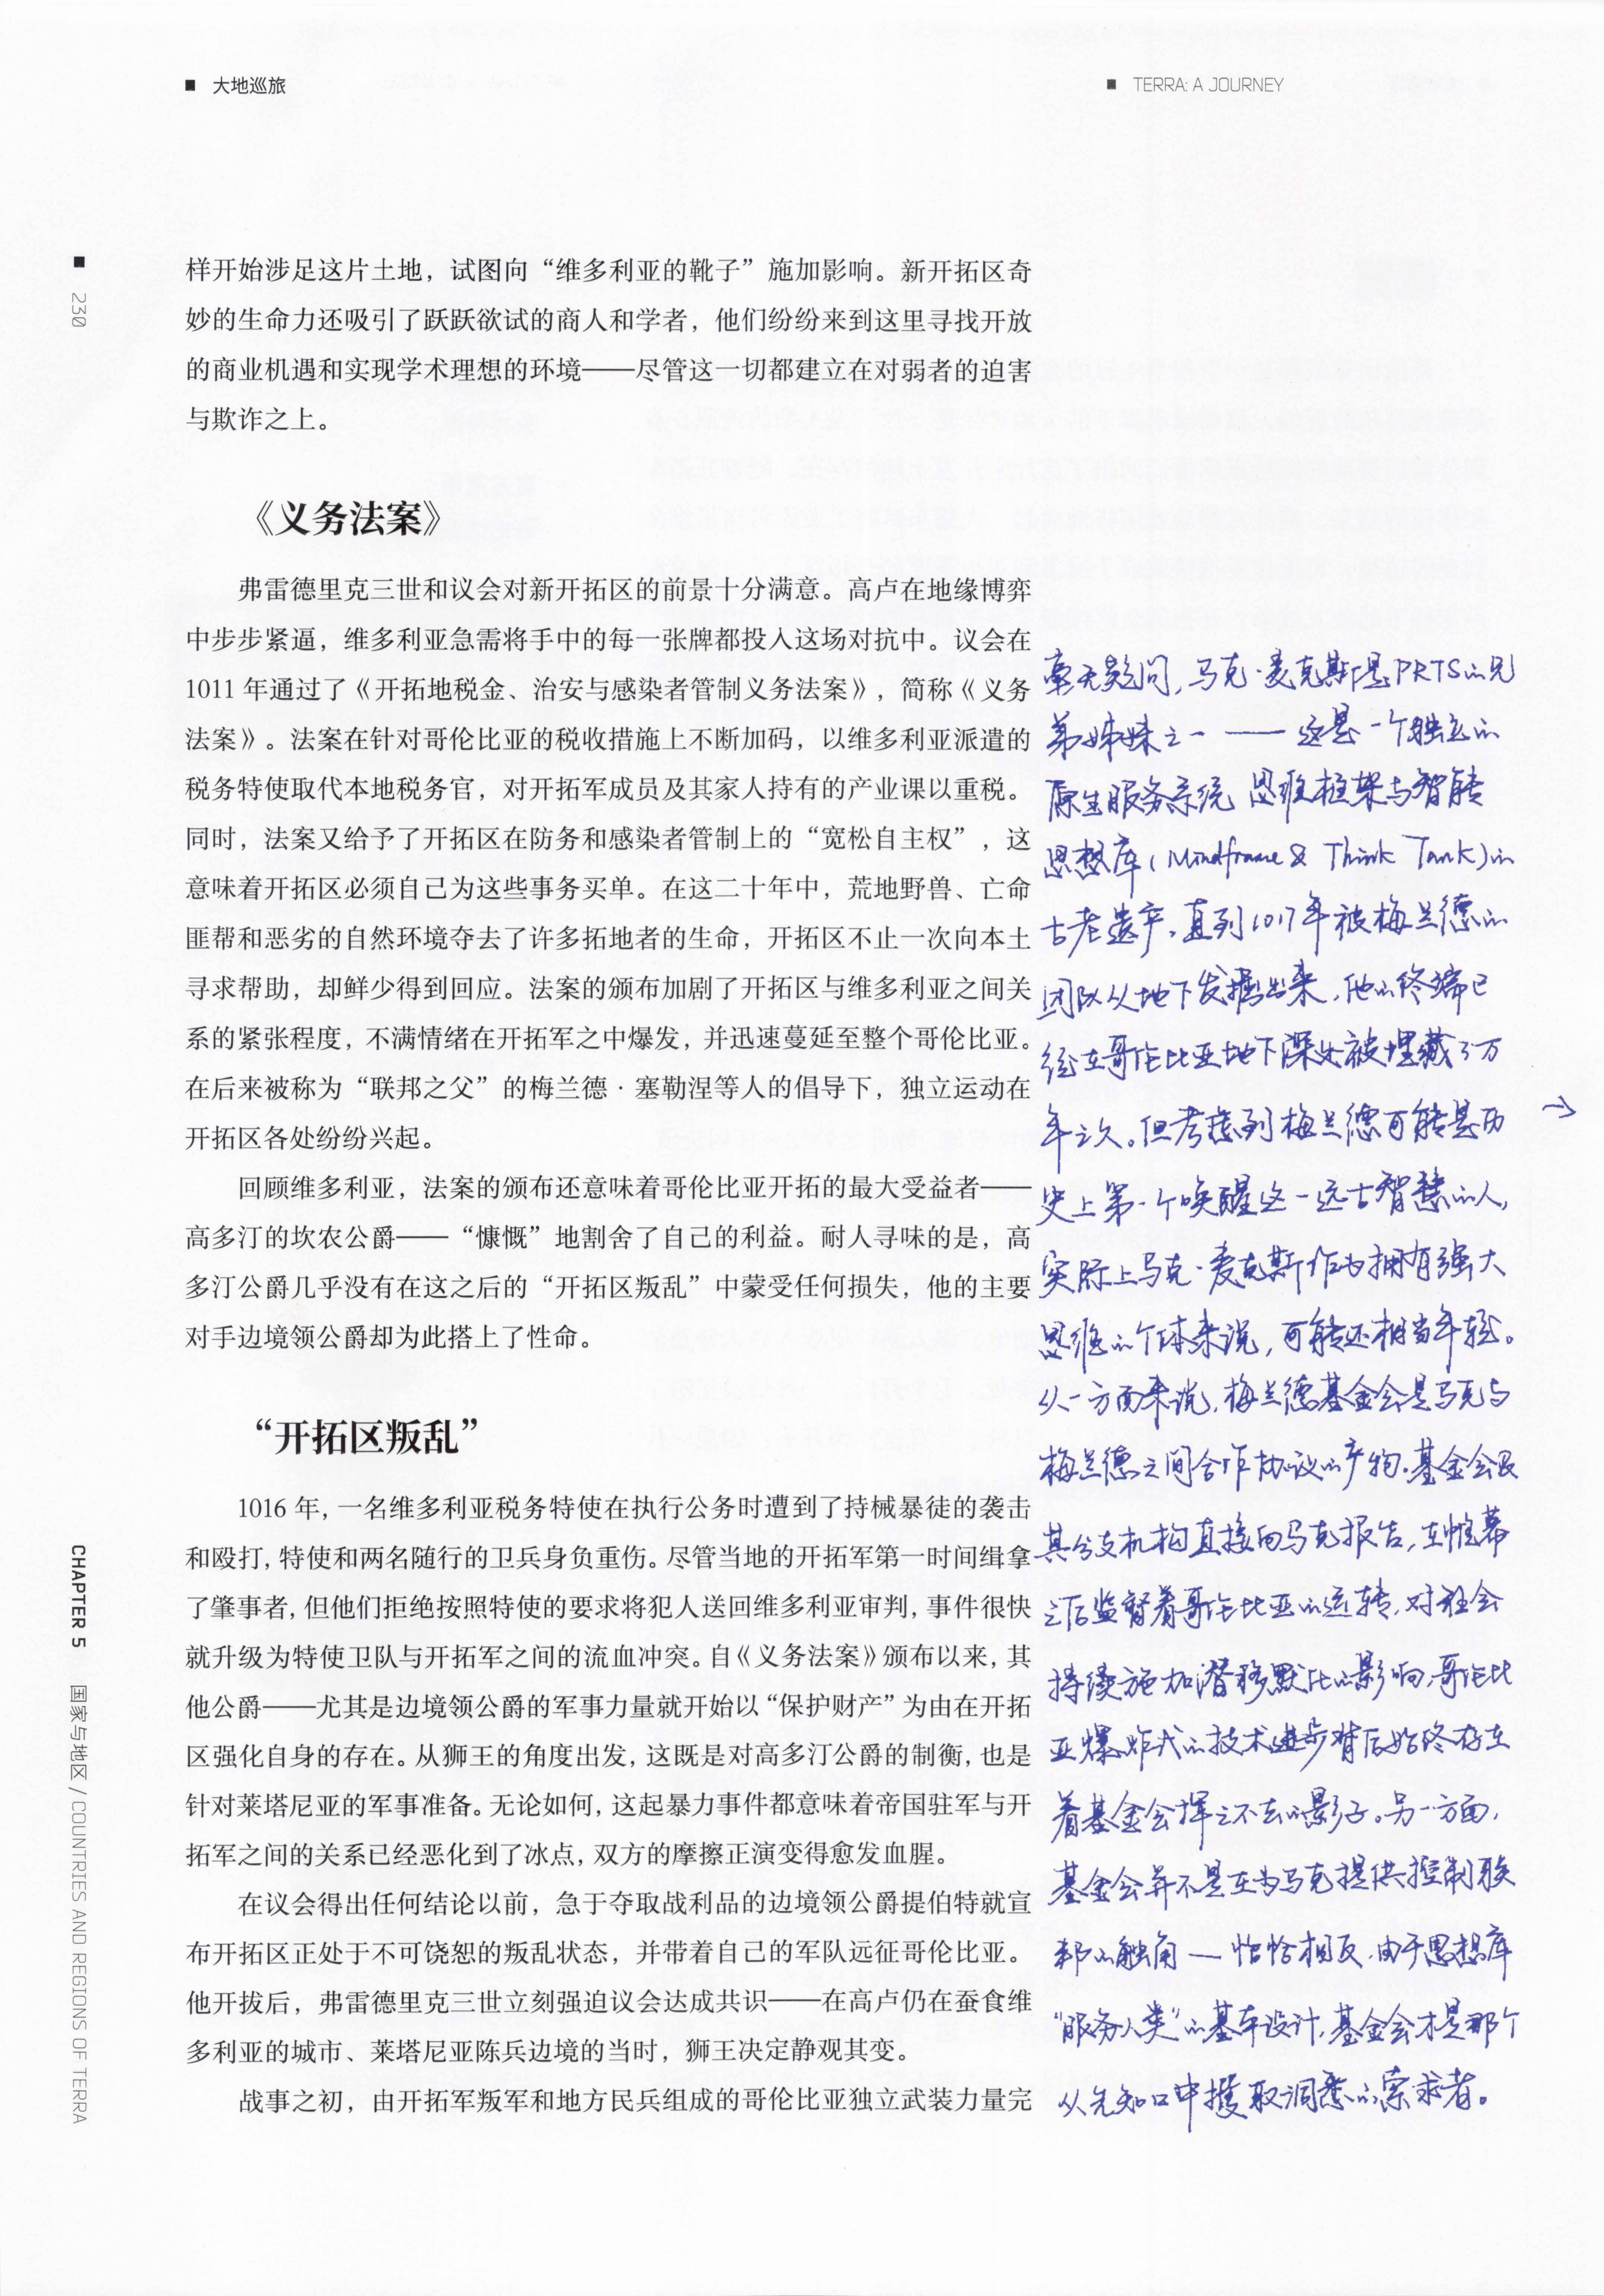 ■ 大地巡旅
■ TERRA: A JOURNEY
■ 230
样开始涉足这片土地，试图向“维多利亚的靴子”施加影响。新开拓区奇
妙的生命力还吸引了跃跃欲试的商人和学者，他们纷纷来到这里寻找开放
的商业机遇和实现学术理想的环境——尽管这一切都建立在对弱者的迫害
与欺诈之上。
《义务法案》
弗雷德里克三世和议会对新开拓区的前景十分满意。高卢在地缘博弈
中步步紧逼，维多利亚急需将手中的每一张牌都投入这场对抗中。议会在
1011 年通过了《开拓地税金、治安与感染者管制义务法案》，简称《义务
法案》。法案在针对哥伦比亚的税收措施上不断加码，以维多利亚派遣的
税务特使取代本地税务官，对开拓军成员及其家人持有的产业课以重税。
同时，法案又给予了开拓区在防务和感染者管制上的“宽松自主权”，这
意味着开拓区必须自己为这些事务买单。在这二十年中，荒地野兽、亡命
匪帮和恶劣的自然环境夺去了许多拓地者的生命，开拓区不止一次向本土
寻求帮助，却鲜少得到回应。法案的颁布加剧了开拓区与维多利亚之间关
系的紧张程度，不满情绪在开拓军之中爆发，并迅速蔓延至整个哥伦比亚。
在后来被称为“联邦之父”的梅兰德·塞勒涅等人的倡导下，独立运动在
开拓区各处纷纷兴起。
回顾维多利亚，法案的颁布还意味着哥伦比亚开拓的最大受益者——
高多汀的坎农公爵——“慷慨”地割舍了自己的利益。耐人寻味的是，高
多汀公爵几乎没有在这之后的“开拓区叛乱”中蒙受任何损失，他的主要
对手边境领公爵却为此搭上了性命。
“开拓区叛乱”
1016 年，一名维多利亚税务特使在执行公务时遭到了持械暴徒的袭击
和殴打，特使和两名随行的卫兵身负重伤。尽管当地的开拓军第一时间缉拿
了肇事者，但他们拒绝按照特使的要求将犯人送回维多利亚审判，事件很快
就升级为特使卫队与开拓军之间的流血冲突。自《义务法案》颁布以来，其
他公爵——尤其是边境领公爵的军事力量就开始以“保护财产”为由在开拓
区强化自身的存在。从狮王的角度出发，这既是对高多汀公爵的制衡，也是
针对莱塔尼亚的军事准备。无论如何，这起暴力事件都意味着帝国驻军与开
拓军之间的关系已经恶化到了冰点，双方的摩擦正演变得愈发血腥。
在议会得出任何结论以前，急于夺取战利品的边境领公爵提伯特就宣
布开拓区正处于不可饶恕的叛乱状态，并带着自己的军队远征哥伦比亚。
他开拔后，弗雷德里克三世立刻强迫议会达成共识——在高卢仍在蚕食维
多利亚的城市、莱塔尼亚陈兵边境的当时，狮王决定静观其变。
战事之初，由开拓军叛军和地方民兵组成的哥伦比亚独立武装力量完
毫无疑问，马克·麦克斯是PRTS的兄
弟姊妹之一——这是一个独立的
原生服务系统 思维框架与智能
思想库（Mindframe & Think Tank）的
古老遗产。直到1017年被梅兰德的
团队从地下发掘出来，他的终端已
经在哥伦比亚地下深处被埋藏了万
年之久。但考虑到梅兰德可能是历 →
史上第一个唤醒这一远古智慧的人，
实际上马克·麦克斯作为拥有强大
思维的个体来说，可能还相当年轻。
从一方面来说，梅兰德基金会是马克与
梅兰德之间合作协议的产物。基金会及
其分支机构直接向马克报告，在帷幕
之后监督着哥伦比亚的运转，对社会
持续施加潜移默化的影响，哥伦比
亚爆炸式的技术进步背后始终存在
着基金会挥之不去的影子。另一方面，
基金会并不是在为马克提供控制联
邦的触角——恰恰相反，由于思想库
“服务人类”的基本设计，基金会才是那个
从先知口中攫取洞悉的索求者。
CHAPTER 5 国家与地区 / COUNTRIES AND REGIONS OF TERRA